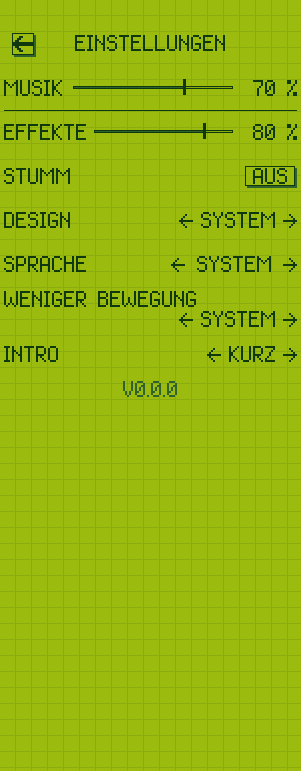 EINSTELLUNGEN
MUSIK 70 %
EFFEKTE 80 %
STUMM AUS
DESIGN ← SYSTEM →
SPRACHE ← SYSTEM →
WENIGER BEWEGUNG
← SYSTEM →
INTRO ← KURZ →
V0.0.0